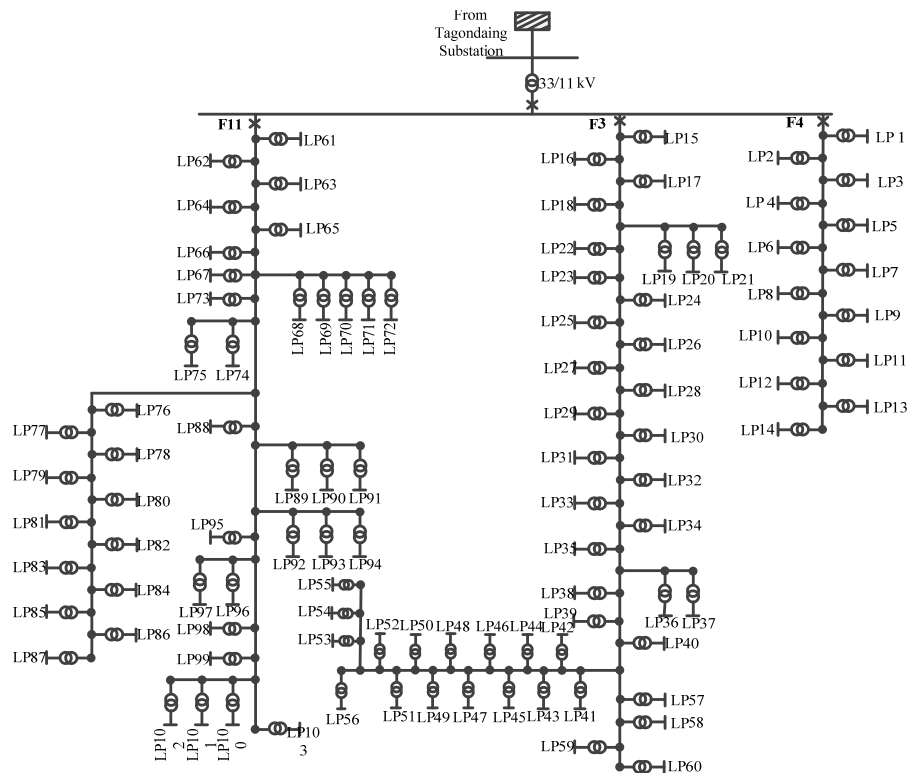 From
Tagondaing
Substation
33/11 kV
F11
F3
F4
LP61
LP62
LP63
LP64
LP65
LP66
LP67
LP73
LP68
LP69
LP70
LP71
LP72
LP75
LP74
LP76
LP77
LP78
LP79
LP80
LP81
LP82
LP83
LP84
LP85
LP86
LP87
LP88
LP89
LP90
LP91
LP95
LP92
LP93
LP94
LP97
LP96
LP98
LP99
LP10
2
LP10
1
LP10
0
LP10
3
LP15
LP16
LP17
LP18
LP22
LP19
LP20
LP21
LP23
LP24
LP25
LP26
LP27
LP28
LP29
LP30
LP31
LP32
LP33
LP34
LP35
LP38
LP36
LP37
LP39
LP40
LP55
LP54
LP53
LP52
LP50
LP48
LP46
LP44
LP42
LP56
LP51
LP49
LP47
LP45
LP43
LP41
LP57
LP58
LP59
LP60
LP 1
LP2
LP3
LP 4
LP5
LP6
LP7
LP8
LP9
LP10
LP11
LP12
LP13
LP14